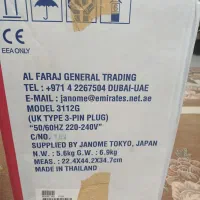 EEA ONLY
AL FARAJ GENERAL TRADING
TEL : +971 4 2267504 DUBAI-UAE
E-MAIL : janome@emirates.net.ae
MODEL 3112G
(UK TYPE 3-PIN PLUG)
"50/60HZ 220-240V"
C/NO.
SUPPLIED BY JANOME TOKYO, JAPAN
N.W : 5.6kg G.W : 6.9kg
MEAS. : 22.4X44.2X34.7cm
MADE IN THAILAND